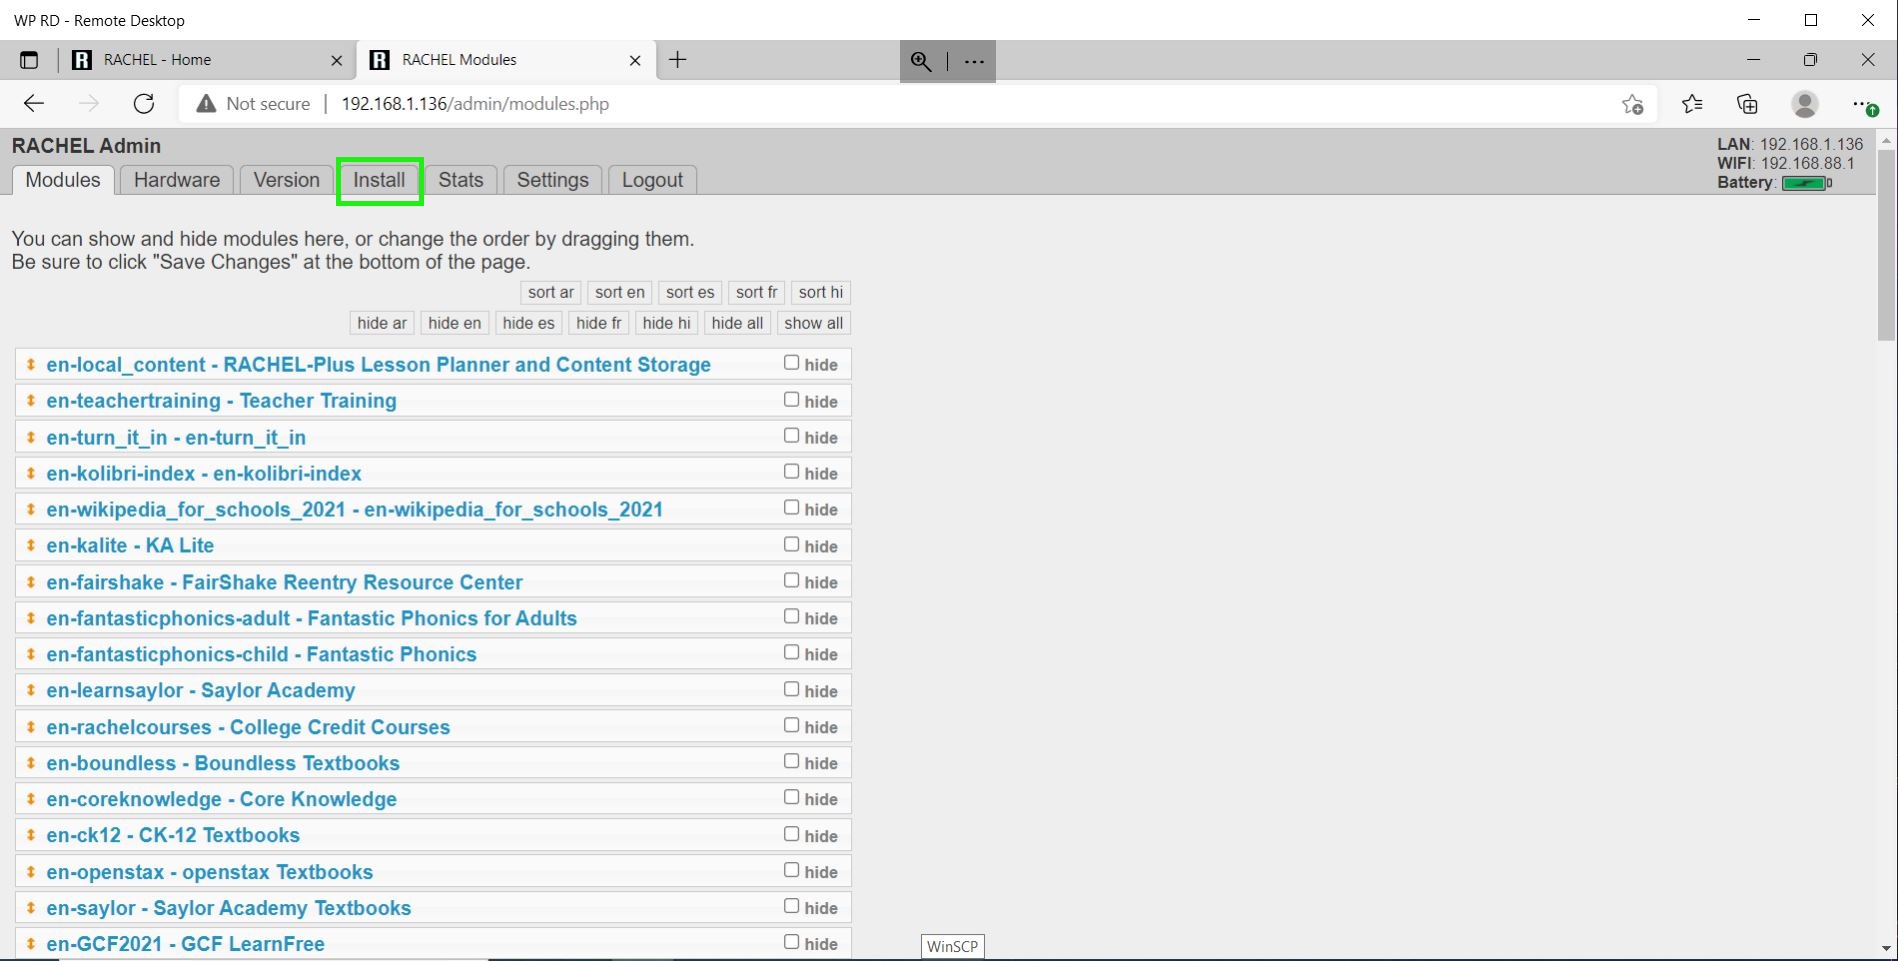 WP RD - Remote Desktop
RACHEL - Home
RACHEL Modules
Not secure | 192.168.1.136/admin/modules.php
RACHEL Admin
LAN: 192.168.1.136
WIFI: 192.168.88.1
Battery:
Modules Hardware Version Install Stats Settings Logout
You can show and hide modules here, or change the order by dragging them.
Be sure to click "Save Changes" at the bottom of the page.
sort ar sort en sort es sort fr sort hi
hide ar hide en hide es hide fr hide hi hide all show all
en-local_content - RACHEL-Plus Lesson Planner and Content Storage hide
en-teachertraining - Teacher Training hide
en-turn_it_in - en-turn_it_in hide
en-kolibri-index - en-kolibri-index hide
en-wikipedia_for_schools_2021 - en-wikipedia_for_schools_2021 hide
en-kalite - KA Lite hide
en-fairshake - FairShake Reentry Resource Center hide
en-fantasticphonics-adult - Fantastic Phonics for Adults hide
en-fantasticphonics-child - Fantastic Phonics hide
en-learnsaylor - Saylor Academy hide
en-rachelcourses - College Credit Courses hide
en-boundless - Boundless Textbooks hide
en-coreknowledge - Core Knowledge hide
en-ck12 - CK-12 Textbooks hide
en-openstax - openstax Textbooks hide
en-saylor - Saylor Academy Textbooks hide
en-GCF2021 - GCF LearnFree hide
WinSCP